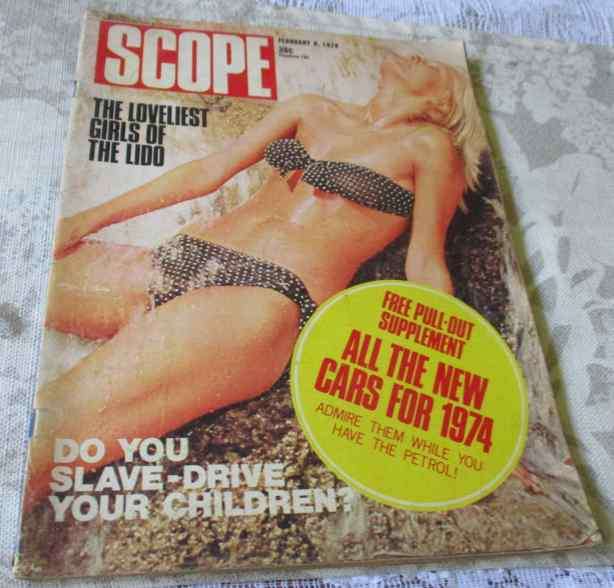 SCOPE
FEBRUARY 8, 1974
THE LOVELIEST
GIRLS OF
THE LIDO
FREE PULL-OUT
SUPPLEMENT
ALL THE NEW
CARS FOR 1974
ADMIRE THEM WHILE YOU
HAVE THE PETROL!
DO YOU
SLAVE-DRIVE
YOUR CHILDREN?